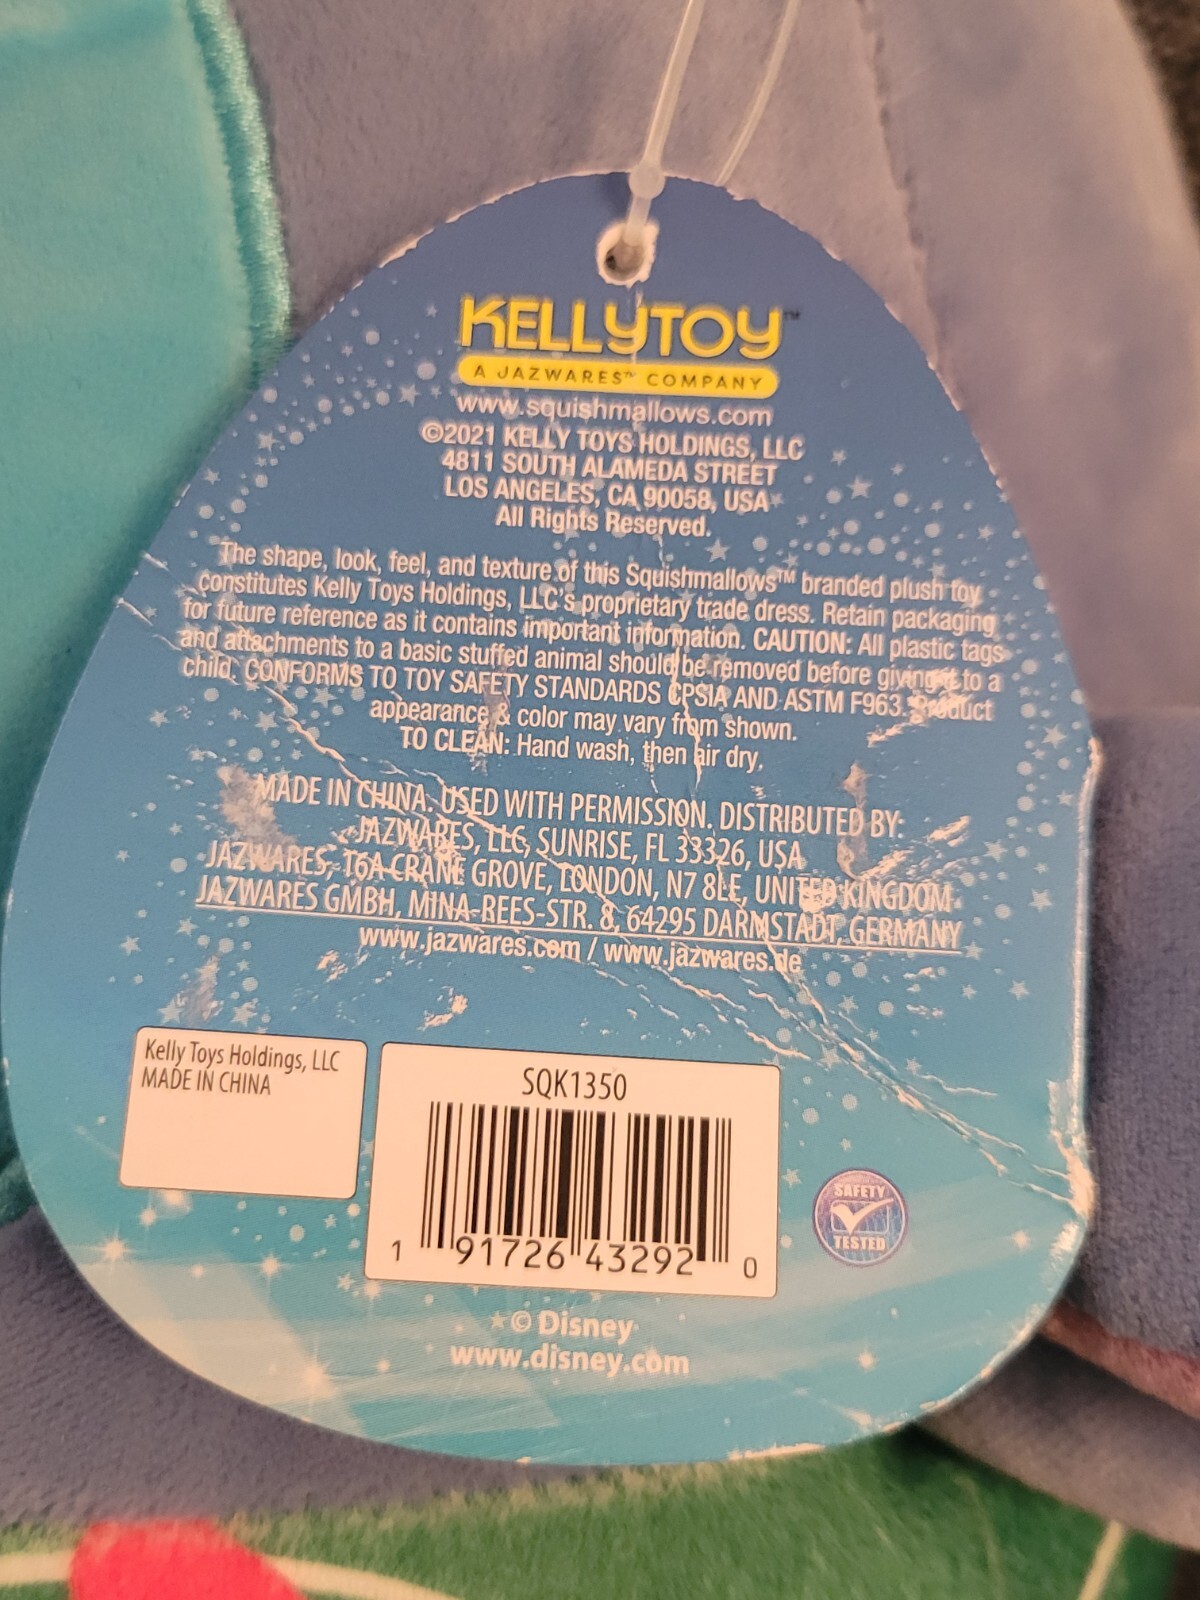 KELLYTOY™
A JAZWARES™ COMPANY
www.squishmallows.com
©2021 KELLY TOYS HOLDINGS, LLC
4811 SOUTH ALAMEDA STREET
LOS ANGELES, CA 90058, USA
All Rights Reserved.
The shape, look, feel, and texture of this Squishmallows™ branded plush toy
constitutes Kelly Toys Holdings, LLC's proprietary trade dress. Retain packaging
for future reference as it contains important information. CAUTION: All plastic tags
and attachments to a basic stuffed animal should be removed before giving it to a
child. CONFORMS TO TOY SAFETY STANDARDS CPSIA AND ASTM F963. Product
appearance & color may vary from shown.
TO CLEAN: Hand wash, then air dry.
MADE IN CHINA. USED WITH PERMISSION. DISTRIBUTED BY:
JAZWARES, LLC, SUNRISE, FL 33326, USA
JAZWARES, 16A CRANE GROVE, LONDON, N7 8LE, UNITED KINGDOM
JAZWARES GMBH, MINA-REES-STR. 8, 64295 DARMSTADT, GERMANY
www.jazwares.com / www.jazwares.de
Kelly Toys Holdings, LLC
MADE IN CHINA
SQK1350
1 91726 43292 0
SAFETY
TESTED
© Disney
www.disney.com